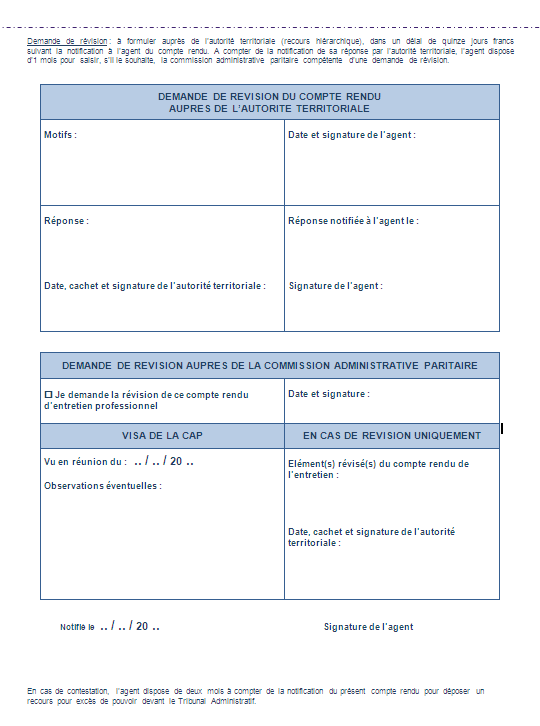 Demande de révision : à formuler auprès de l'autorité territoriale (recours hiérarchique), dans un délai de quinze jours francs
suivant la notification à l'agent du compte rendu. A compter de la notification de sa réponse par l'autorité territoriale, l'agent dispose
d'1 mois pour saisir, s'il le souhaite, la commission administrative paritaire compétente d'une demande de révision.
DEMANDE DE REVISION DU COMPTE RENDU
AUPRES DE L'AUTORITE TERRITORIALE
Motifs :
Date et signature de l'agent :
Réponse :
Réponse notifiée à l'agent le :
Date, cachet et signature de l'autorité territoriale :
Signature de l'agent :
DEMANDE DE REVISION AUPRES DE LA COMMISSION ADMINISTRATIVE PARITAIRE
☐ Je demande la révision de ce compte rendu
d'entretien professionnel
Date et signature :
VISA DE LA CAP
EN CAS DE REVISION UNIQUEMENT
Vu en réunion du : .. / .. / 20 ..
Observations éventuelles :
Elément(s) révisé(s) du compte rendu de
l'entretien :
Date, cachet et signature de l'autorité
territoriale :
Notifié le .. / .. / 20 ..
Signature de l'agent
En cas de contestation, l'agent dispose de deux mois à compter de la notification du présent compte rendu pour déposer un
recours pour excès de pouvoir devant le Tribunal Administratif.